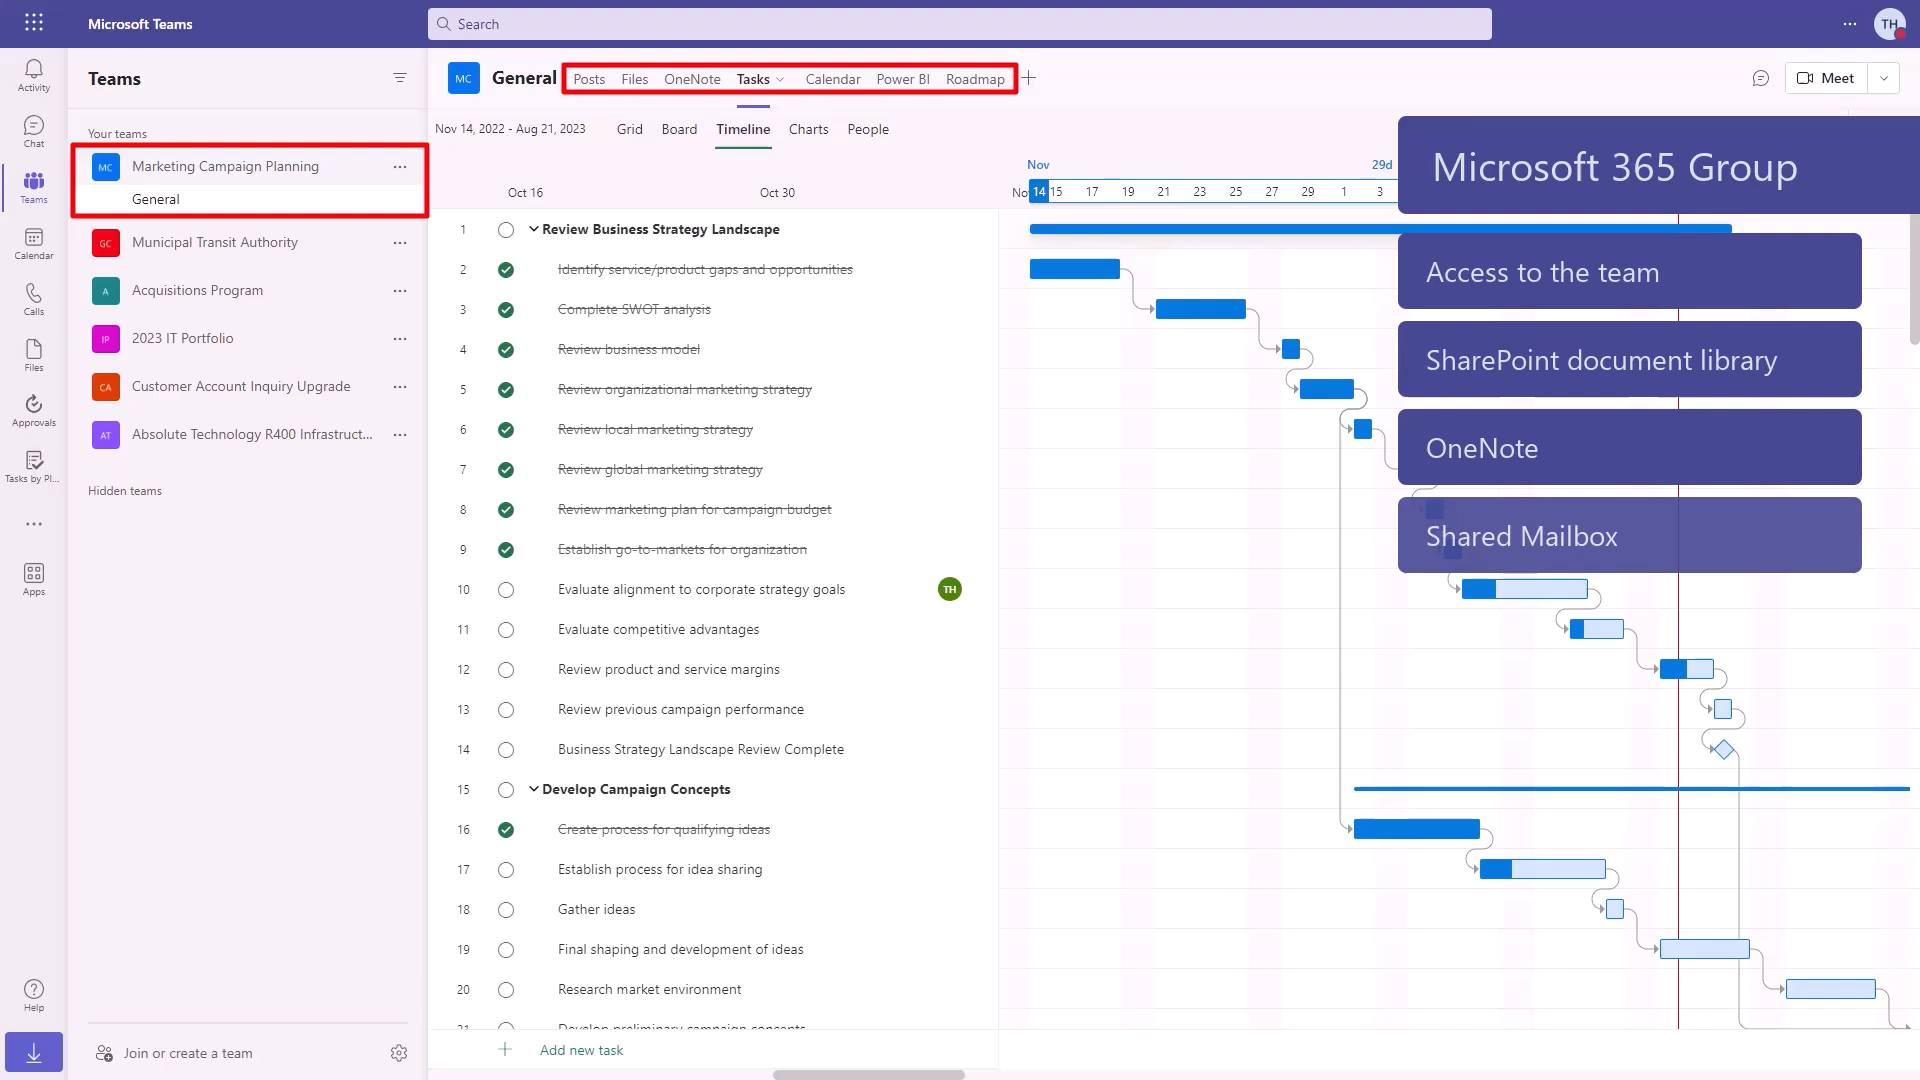 Microsoft Teams
Search
TH
Activity
Chat
Teams
Calendar
Calls
Files
Approvals
Tasks by Pl...
Apps
Help
Teams
Your teams
MC Marketing Campaign Planning
General
GC Municipal Transit Authority
A Acquisitions Program
IP 2023 IT Portfolio
CA Customer Account Inquiry Upgrade
AT Absolute Technology R400 Infrastruct...
Hidden teams
Join or create a team
MC General Posts Files OneNote Tasks Calendar Power BI Roadmap
Meet
Nov 14, 2022 - Aug 21, 2023 Grid Board Timeline Charts People
Nov 29d
Oct 16 Oct 30 No 14 15 17 19 21 23 25 27 29 1 3
1 Review Business Strategy Landscape
2 Identify service/product gaps and opportunities
3 Complete SWOT analysis
4 Review business model
5 Review organizational marketing strategy
6 Review local marketing strategy
7 Review global marketing strategy
8 Review marketing plan for campaign budget
9 Establish go-to-markets for organization
10 Evaluate alignment to corporate strategy goals TH
11 Evaluate competitive advantages
12 Review product and service margins
13 Review previous campaign performance
14 Business Strategy Landscape Review Complete
15 Develop Campaign Concepts
16 Create process for qualifying ideas
17 Establish process for idea sharing
18 Gather ideas
19 Final shaping and development of ideas
20 Research market environment
21 Develop preliminary campaign concepts
Add new task
Microsoft 365 Group
Access to the team
SharePoint document library
OneNote
Shared Mailbox